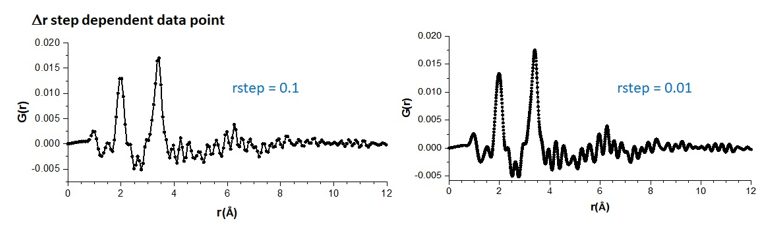 Δr step dependent data point
0.020
0.015
0.010
0.005
0.000
-0.005
G(r)
rstep = 0.1
0 2 4 6 8 10 12
r(Å)
0.020
0.015
0.010
0.005
0.000
-0.005
G(r)
rstep = 0.01
0 2 4 6 8 10 12
r(Å)